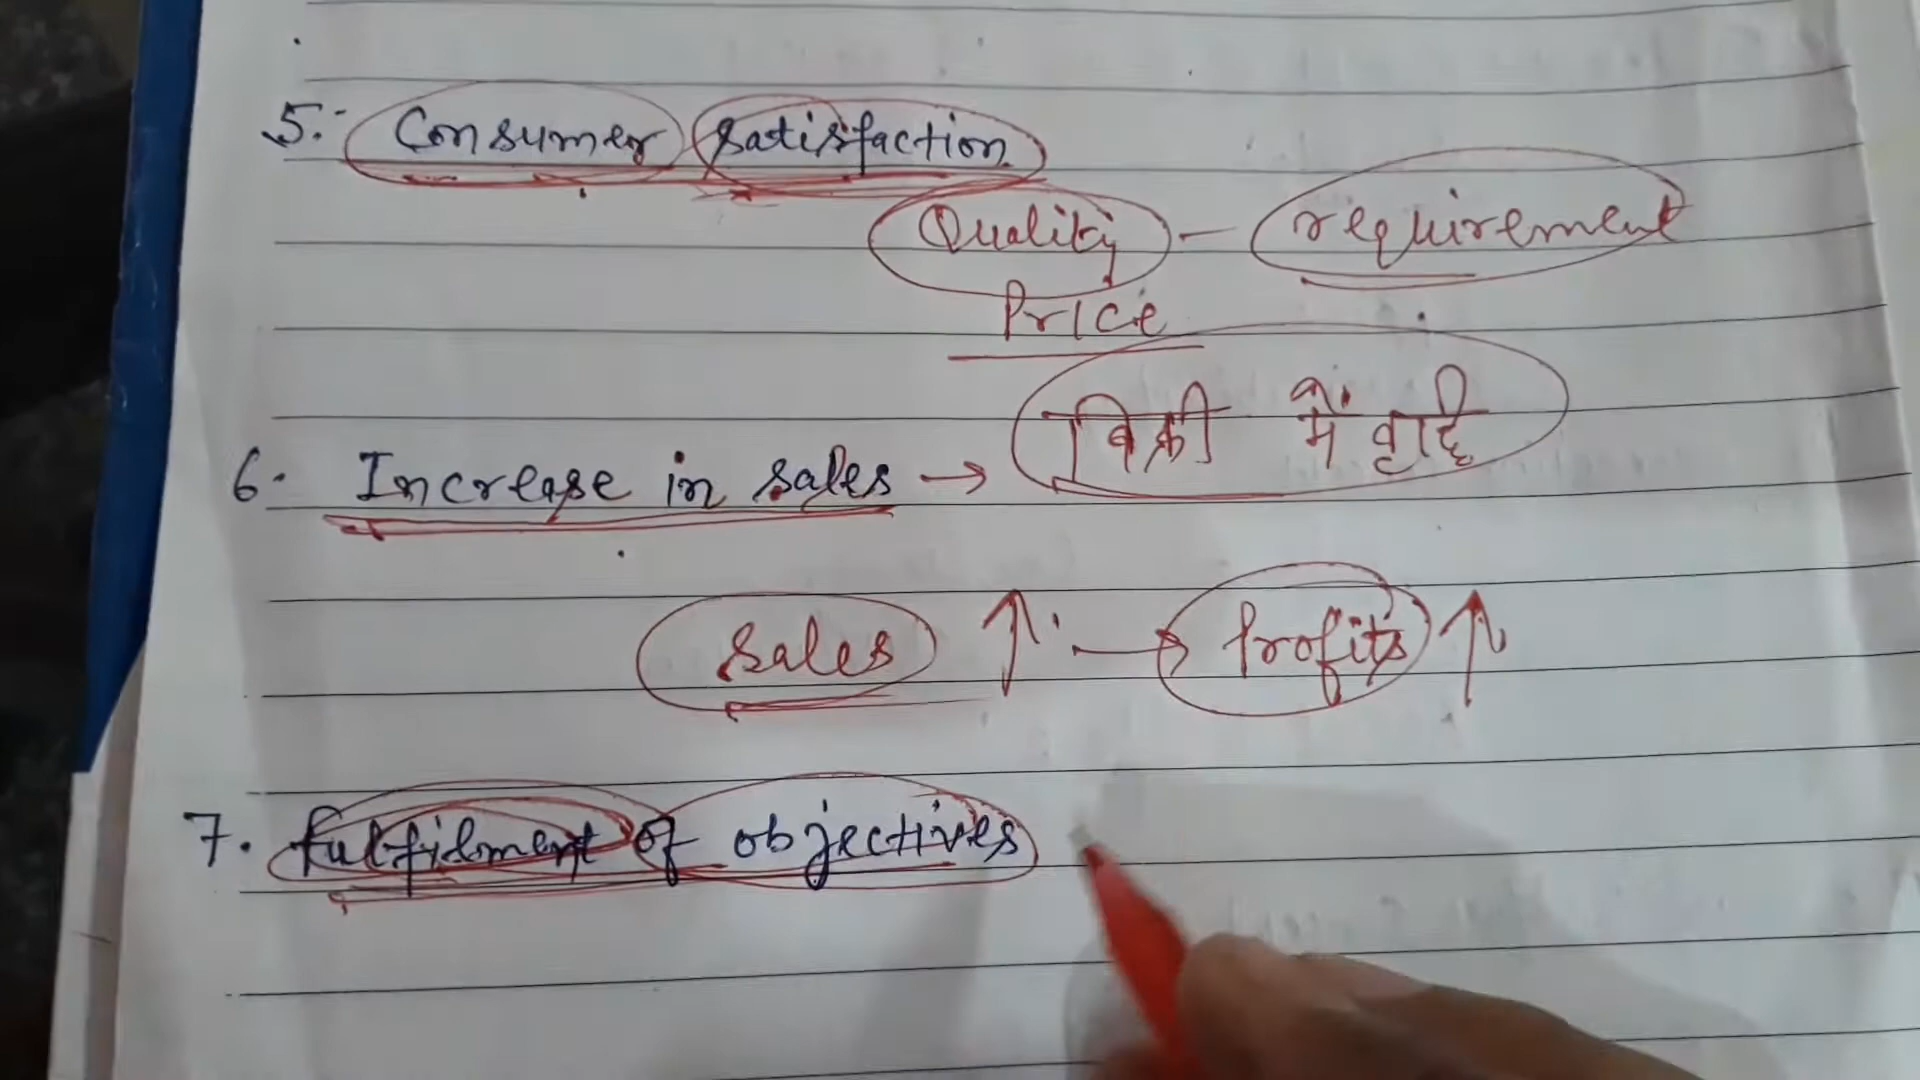 5. Consumer satisfaction
Quality - requirement
Price
6. Increase in sales → बिक्री में वृद्धि
Sales ↑ → Profits ↑
7. fulfilment of objectives